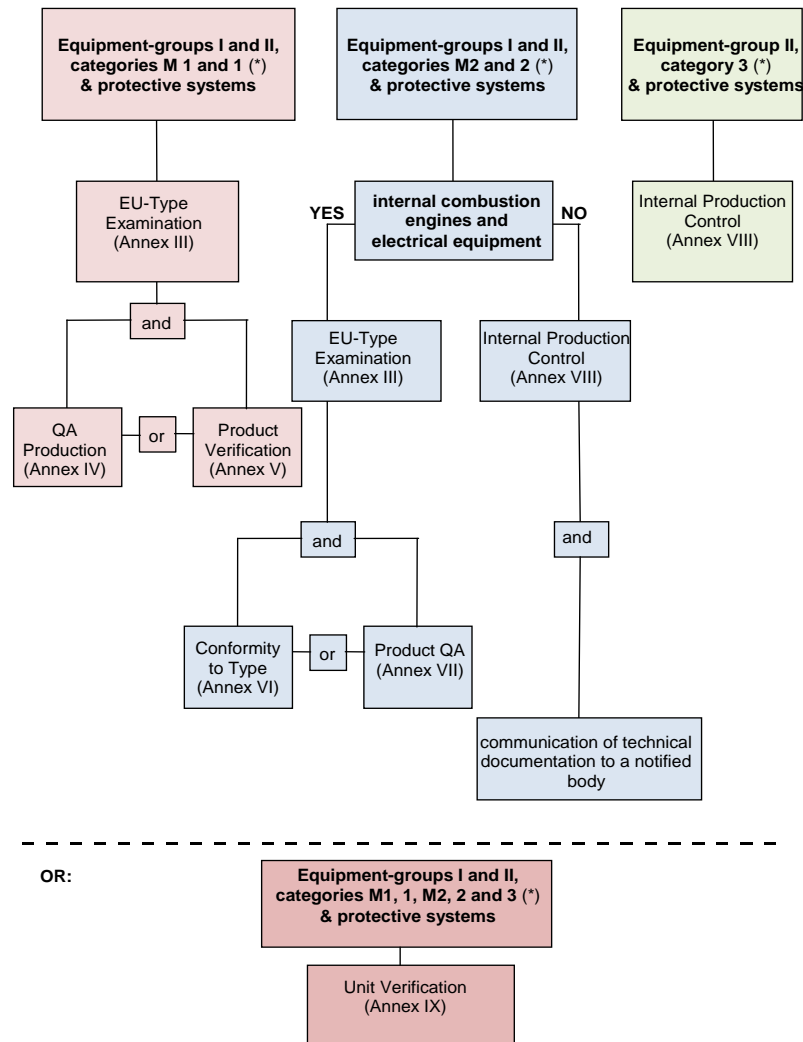 Equipment-groups I and II,
categories M 1 and 1 (*)
& protective systems
Equipment-groups I and II,
categories M2 and 2 (*)
& protective systems
Equipment-group II,
category 3 (*)
& protective systems
EU-Type
Examination
(Annex III)
YES
internal combustion
engines and
electrical equipment
NO
Internal Production
Control
(Annex VIII)
and
EU-Type
Examination
(Annex III)
Internal Production
Control
(Annex VIII)
QA
Production
(Annex IV)
or
Product
Verification
(Annex V)
and
and
Conformity
to Type
(Annex VI)
or
Product QA
(Annex VII)
communication of technical
documentation to a notified
body
OR:
Equipment-groups I and II,
categories M1, 1, M2, 2 and 3 (*)
& protective systems
Unit Verification
(Annex IX)